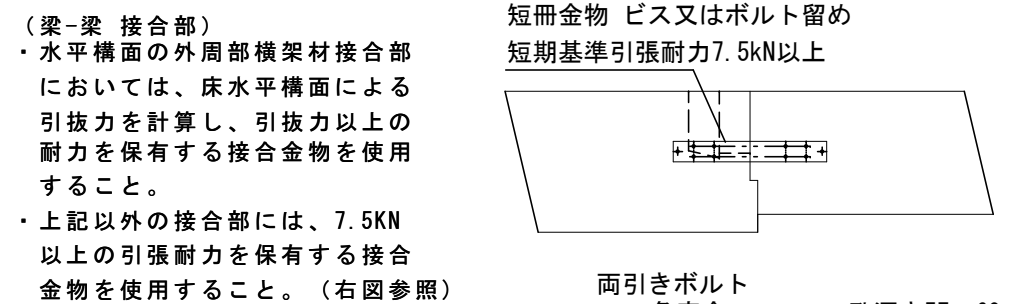 （梁-梁 接合部）
・水平構面の外周部横架材接合部
においては、床水平構面による
引抜力を計算し、引抜力以上の
耐力を保有する接合金物を使用
すること。
・上記以外の接合部には、7.5KN
以上の引張耐力を保有する接合
金物を使用すること。（右図参照）
短冊金物 ビス又はボルト留め
短期基準引張耐力7.5kN以上
両引きボルト